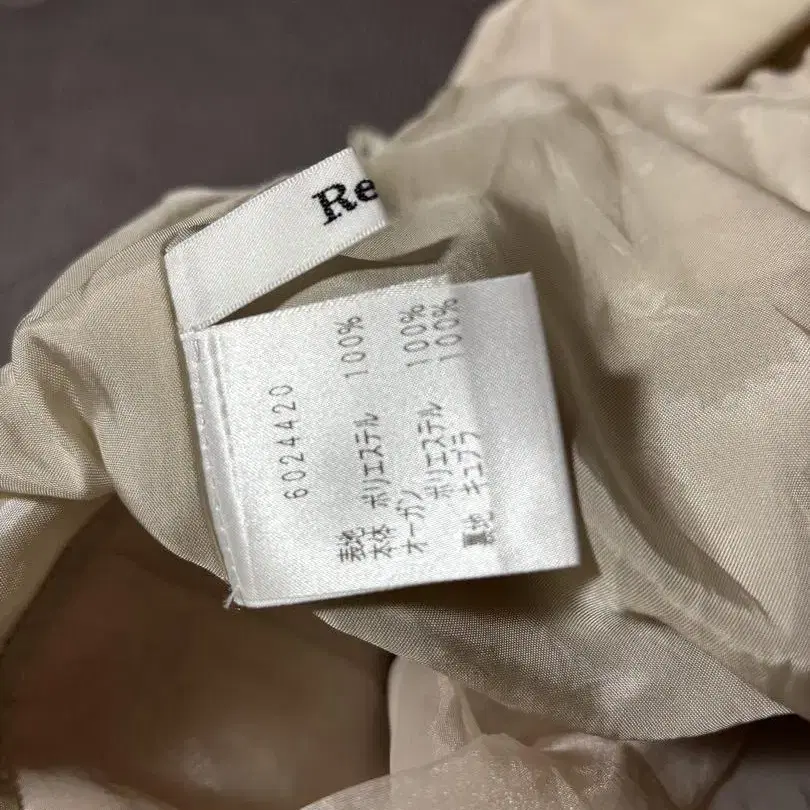 Re
6024420
表地
本体 ポリエステル 100%
オーガン
ポリエステル 100%
裏地 キュプラ 100%